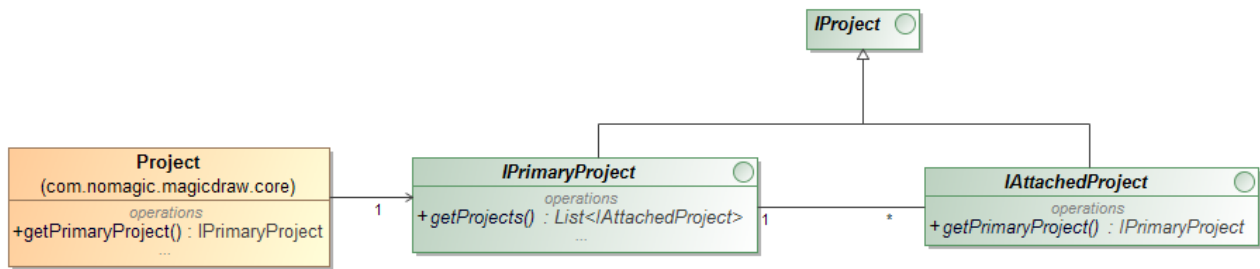 IProject
Project
(com.nomagic.magicdraw.core)
operations
+getPrimaryProject() : IPrimaryProject
...
1
IPrimaryProject
operations
+getProjects() : List<IAttachedProject>
...
1
*
IAttachedProject
operations
+getPrimaryProject() : IPrimaryProject